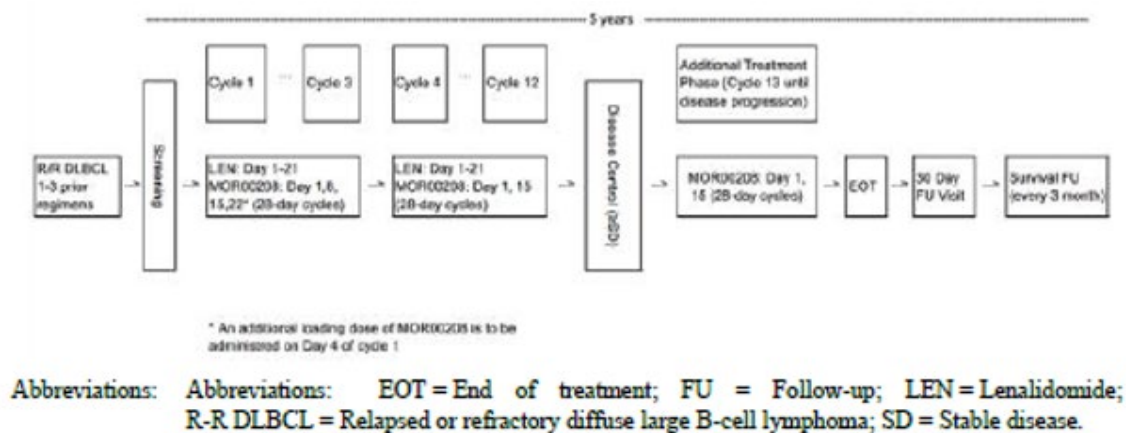 5 years
Cycle 1
...
Cycle 3
Cycle 4
...
Cycle 12
Additional Treatment
Phase (Cycle 13 until
disease progression)
R/R DLBCL
1-3 prior
regimens
Screening
LEN: Day 1-21
MOR00208: Day 1,8,
15,22* (28-day cycles)
LEN: Day 1-21
MOR00208: Day 1, 15
(28-day cycles)
Disease Control (≥SD)
MOR00208: Day 1,
15 (28-day cycles)
EOT
30 Day
FU Visit
Survival FU
(every 3 month)
* An additional loading dose of MOR00208 is to be
administred on Day 4 of cycle 1
Abbreviations: Abbreviations: EOT = End of treatment; FU = Follow-up; LEN = Lenalidomide;
R-R DLBCL = Relapsed or refractory diffuse large B-cell lymphoma; SD = Stable disease.